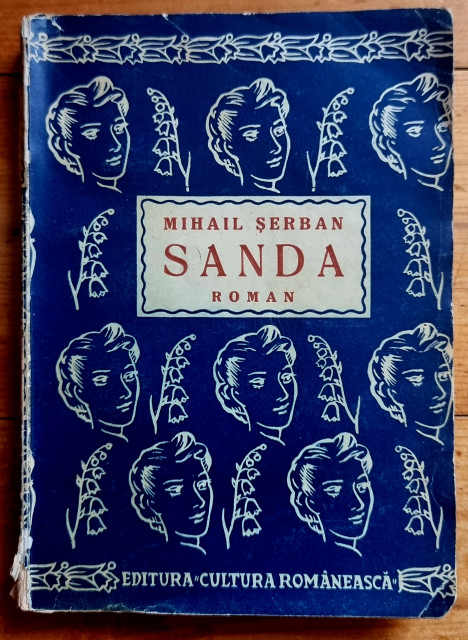 MIHAIL ŞERBAN
SANDA
ROMAN
EDITURA „CULTURA ROMÂNEASCĂ"